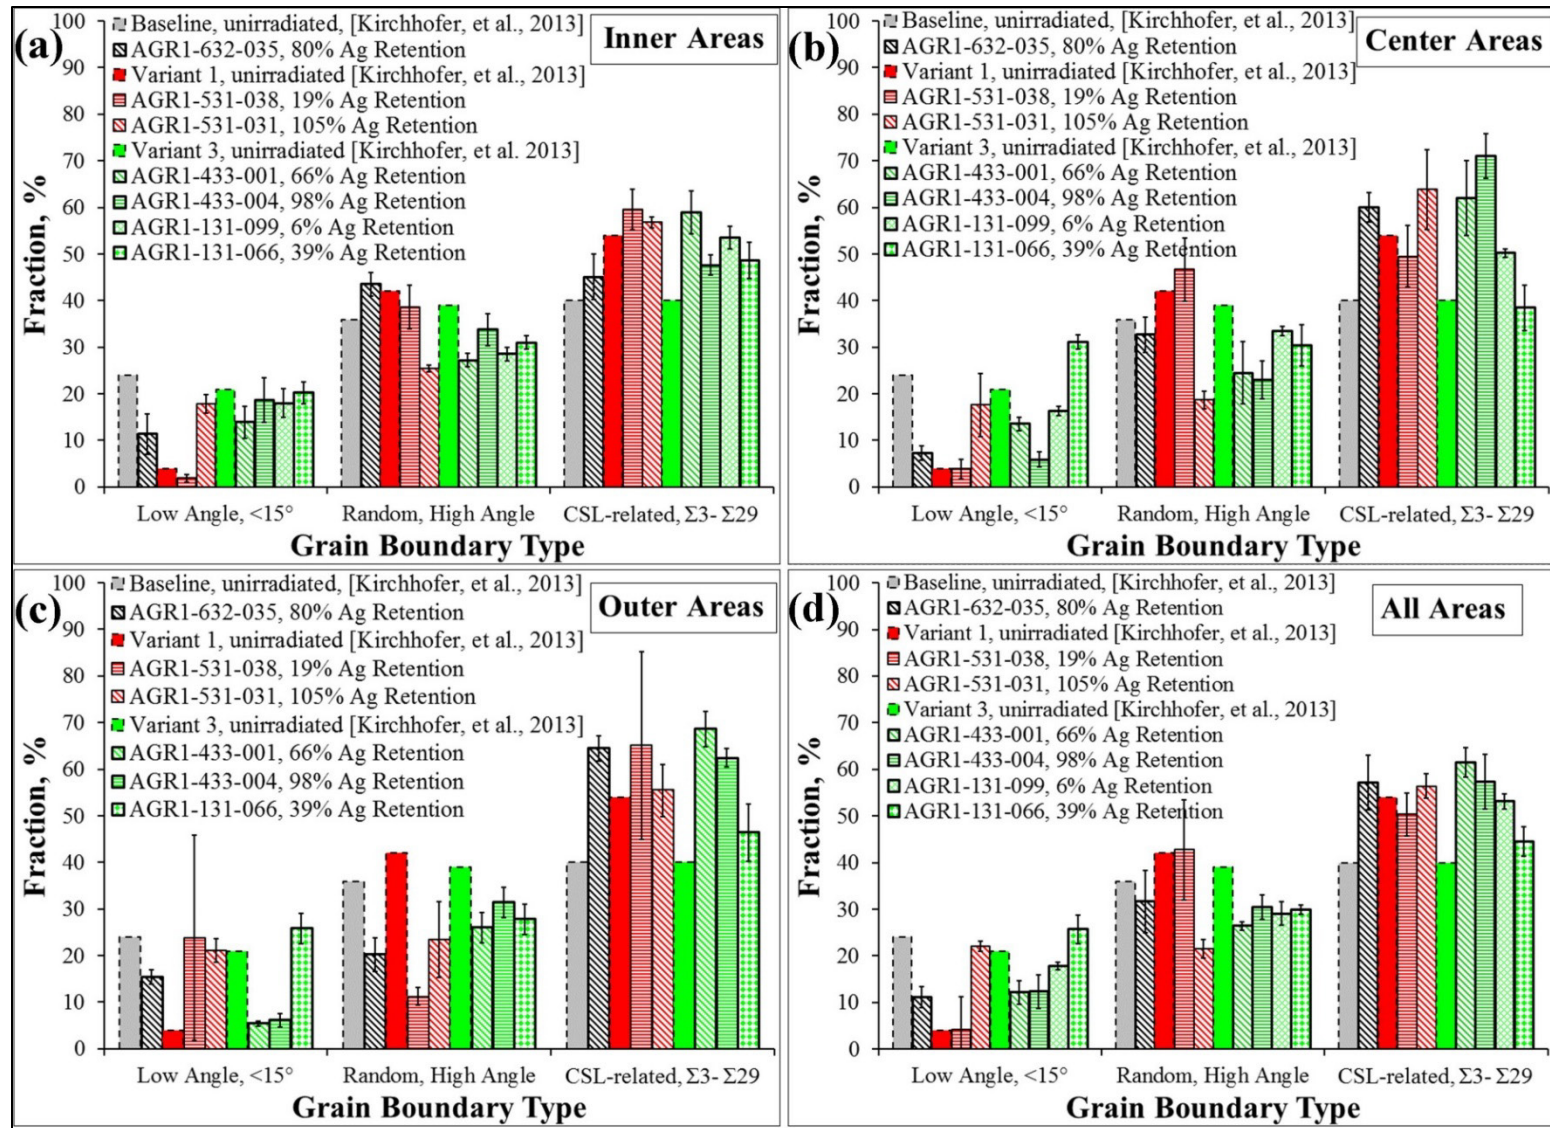 (a)
Inner Areas
Baseline, unirradiated, [Kirchhofer, et al., 2013]
AGR1-632-035, 80% Ag Retention
Variant 1, unirradiated [Kirchhofer, et al., 2013]
AGR1-531-038, 19% Ag Retention
AGR1-531-031, 105% Ag Retention
Variant 3, unirradiated [Kirchhofer, et al. 2013]
AGR1-433-001, 66% Ag Retention
AGR1-433-004, 98% Ag Retention
AGR1-131-099, 6% Ag Retention
AGR1-131-066, 39% Ag Retention
Fraction, %
100
90
80
70
60
50
40
30
20
10
0
Low Angle, <15°
Random, High Angle
CSL-related, Σ3- Σ29
Grain Boundary Type
(b)
Center Areas
Baseline, unirradiated, [Kirchhofer, et al., 2013]
AGR1-632-035, 80% Ag Retention
Variant 1, unirradiated [Kirchhofer, et al., 2013]
AGR1-531-038, 19% Ag Retention
AGR1-531-031, 105% Ag Retention
Variant 3, unirradiated [Kirchhofer, et al., 2013]
AGR1-433-001, 66% Ag Retention
AGR1-433-004, 98% Ag Retention
AGR1-131-099, 6% Ag Retention
AGR1-131-066, 39% Ag Retention
Fraction, %
100
90
80
70
60
50
40
30
20
10
0
Low Angle, <15°
Random, High Angle
CSL-related, Σ3- Σ29
Grain Boundary Type
(c)
Outer Areas
Baseline, unirradiated, [Kirchhofer, et al., 2013]
AGR1-632-035, 80% Ag Retention
Variant 1, unirradiated [Kirchhofer, et al., 2013]
AGR1-531-038, 19% Ag Retention
AGR1-531-031, 105% Ag Retention
Variant 3, unirradiated [Kirchhofer, et al., 2013]
AGR1-433-001, 66% Ag Retention
AGR1-433-004, 98% Ag Retention
AGR1-131-066, 39% Ag Retention
Fraction, %
100
90
80
70
60
50
40
30
20
10
0
Low Angle, <15°
Random, High Angle
CSL-related, Σ3- Σ29
Grain Boundary Type
(d)
All Areas
Baseline, unirradiated, [Kirchhofer, et al., 2013]
AGR1-632-035, 80% Ag Retention
Variant 1, unirradiated [Kirchhofer, et al., 2013]
AGR1-531-038, 19% Ag Retention
AGR1-531-031, 105% Ag Retention
Variant 3, unirradiated [Kirchhofer, et al., 2013]
AGR1-433-001, 66% Ag Retention
AGR1-433-004, 98% Ag Retention
AGR1-131-099, 6% Ag Retention
AGR1-131-066, 39% Ag Retention
Fraction, %
100
90
80
70
60
50
40
30
20
10
0
Low Angle, <15°
Random, High Angle
CSL-related, Σ3- Σ29
Grain Boundary Type